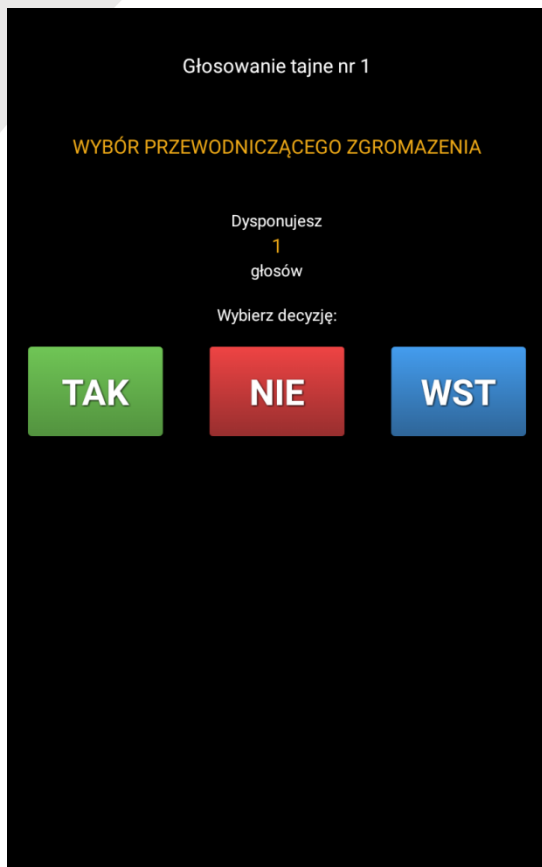 Głosowanie tajne nr 1
WYBÓR PRZEWODNICZĄCEGO ZGROMAZENIA
Dysponujesz
1
głosów
Wybierz decyzję:
TAK NIE WST